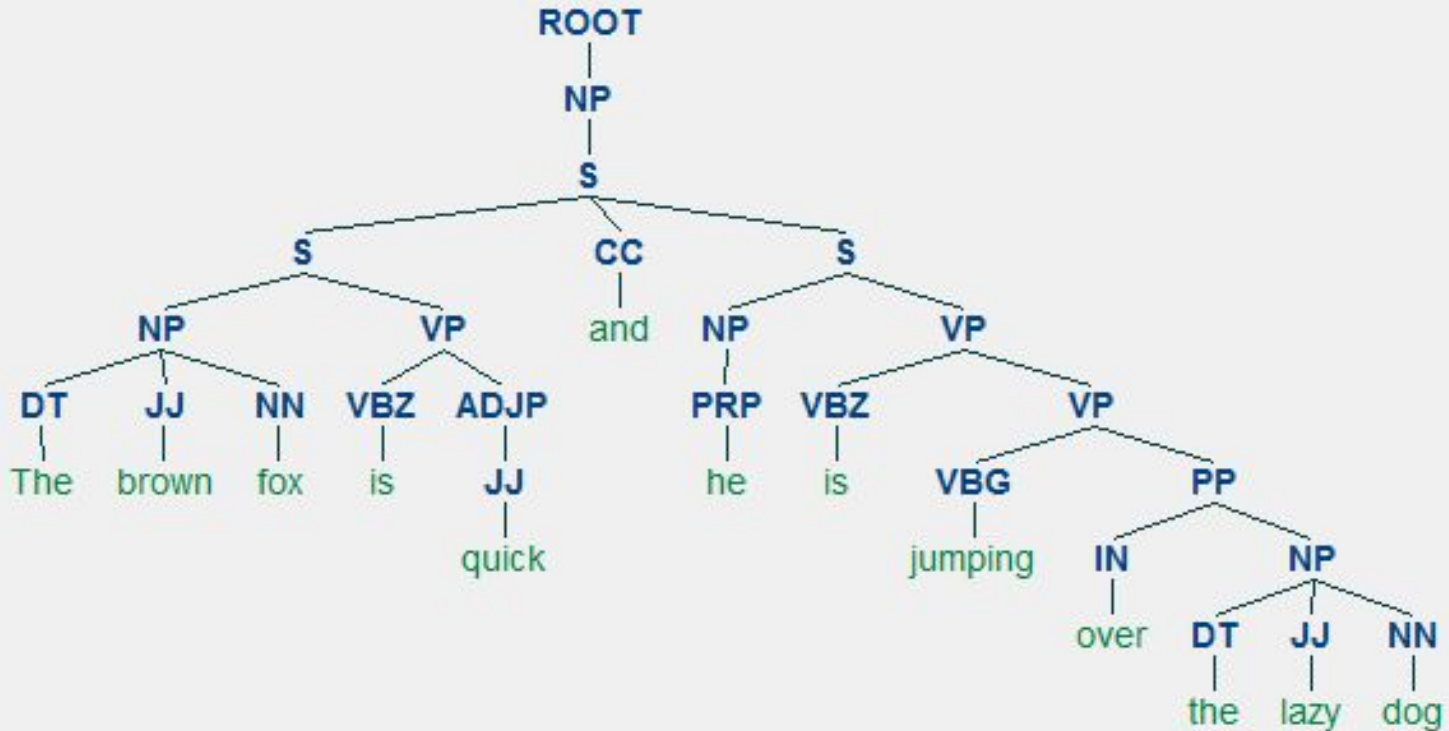 ROOT
NP
S
S CC S
NP VP and NP VP
DT JJ NN VBZ ADJP PRP VBZ VP
The brown fox is JJ he is VBG PP
quick jumping IN NP
over DT JJ NN
the lazy dog